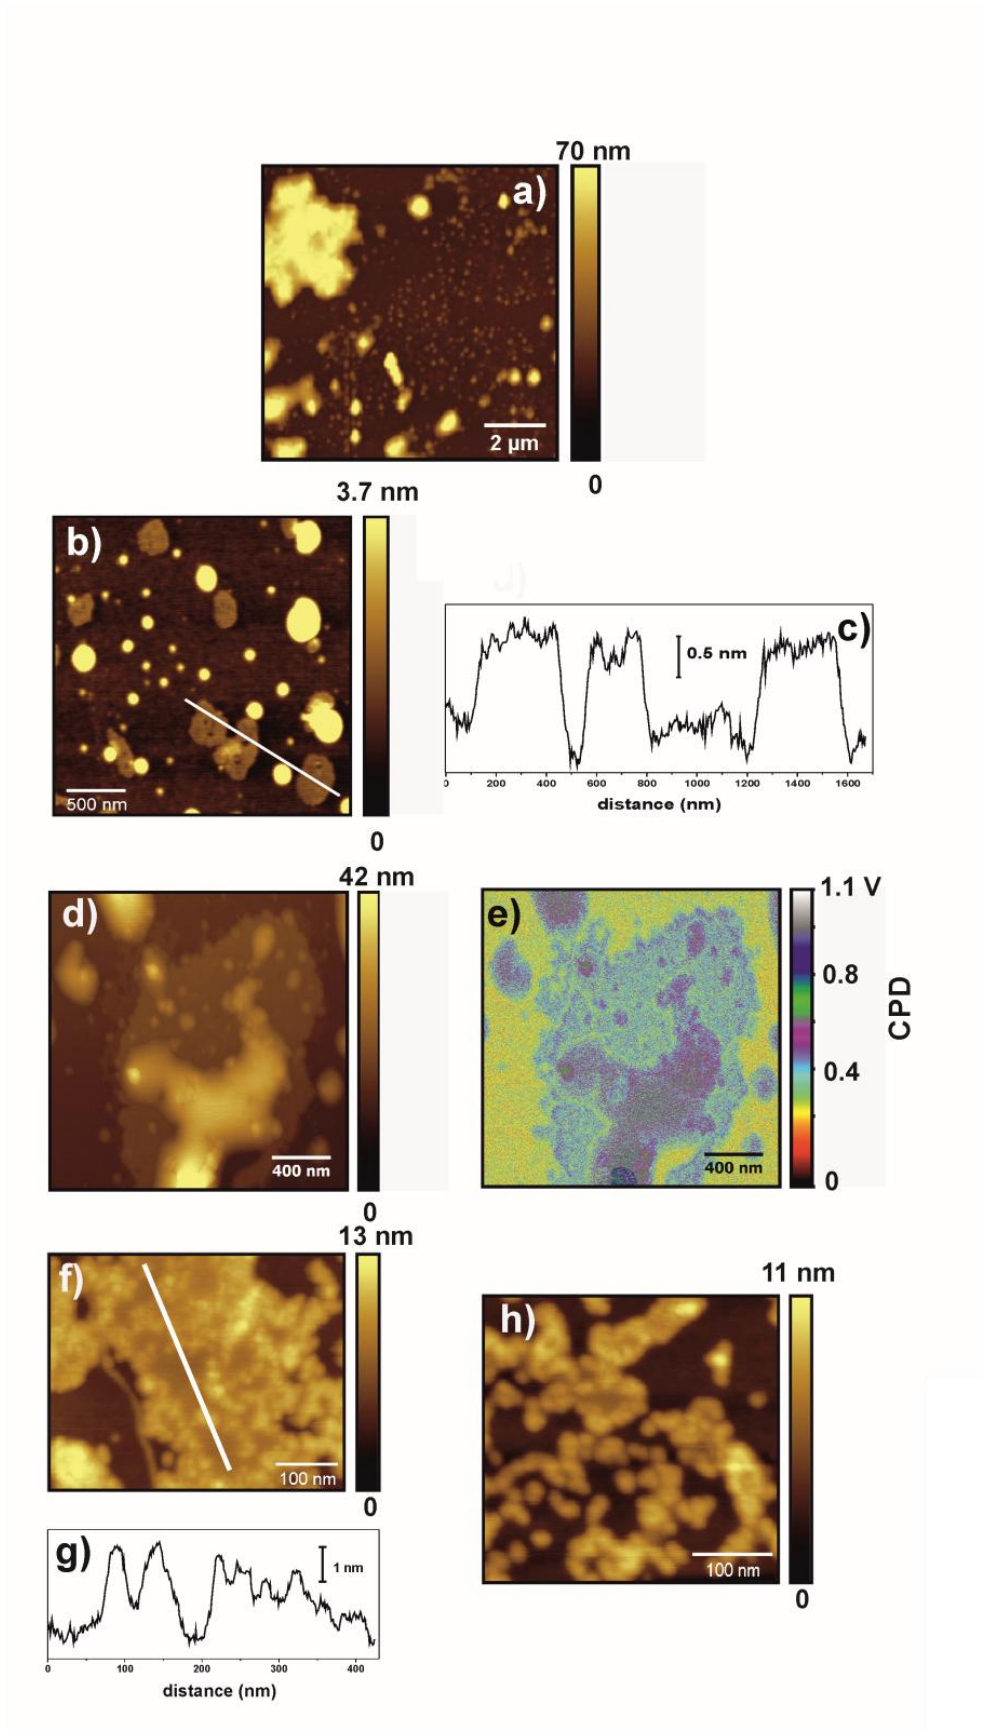 70 nm
a)
2 µm
0
3.7 nm
b)
500 nm
0
c)
0.5 nm
0 200 400 600 800 1000 1200 1400 1600
distance (nm)
42 nm
d)
400 nm
0
e)
400 nm
1.1 V
0.8
0.4
0
CPD
13 nm
f)
100 nm
0
g)
1 nm
0 100 200 300 400
distance (nm)
11 nm
h)
100 nm
0